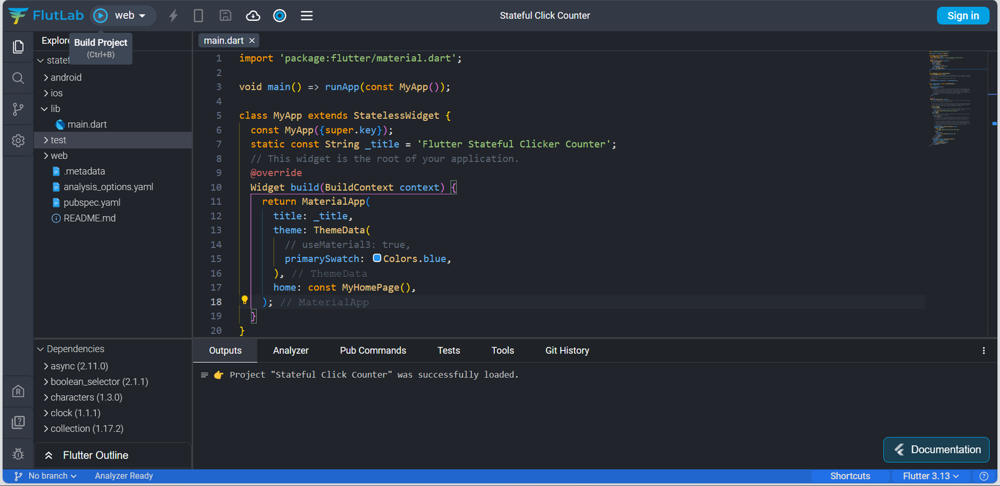 FlutLab
web
Stateful Click Counter
Sign in
Build Project
(Ctrl+B)
Explore
statef
android
ios
lib
main.dart
test
web
.metadata
analysis_options.yaml
pubspec.yaml
README.md
Dependencies
async (2.11.0)
boolean_selector (2.1.1)
characters (1.3.0)
clock (1.1.1)
collection (1.17.2)
Flutter Outline
main.dart ×
1 import 'package:flutter/material.dart';
2
3 void main() => runApp(const MyApp());
4
5 class MyApp extends StatelessWidget {
6 const MyApp({super.key});
7 static const String _title = 'Flutter Stateful Clicker Counter';
8 // This widget is the root of your application.
9 @override
10 Widget build(BuildContext context) {
11 return MaterialApp(
12 title: _title,
13 theme: ThemeData(
14 // useMaterial3: true,
15 primarySwatch: Colors.blue,
16 ), // ThemeData
17 home: const MyHomePage(),
18 ); // MaterialApp
19 }
20 }
Outputs Analyzer Pub Commands Tests Tools Git History
👉 Project "Stateful Click Counter" was successfully loaded.
Documentation
No branch Analyzer Ready Shortcuts Flutter 3.13